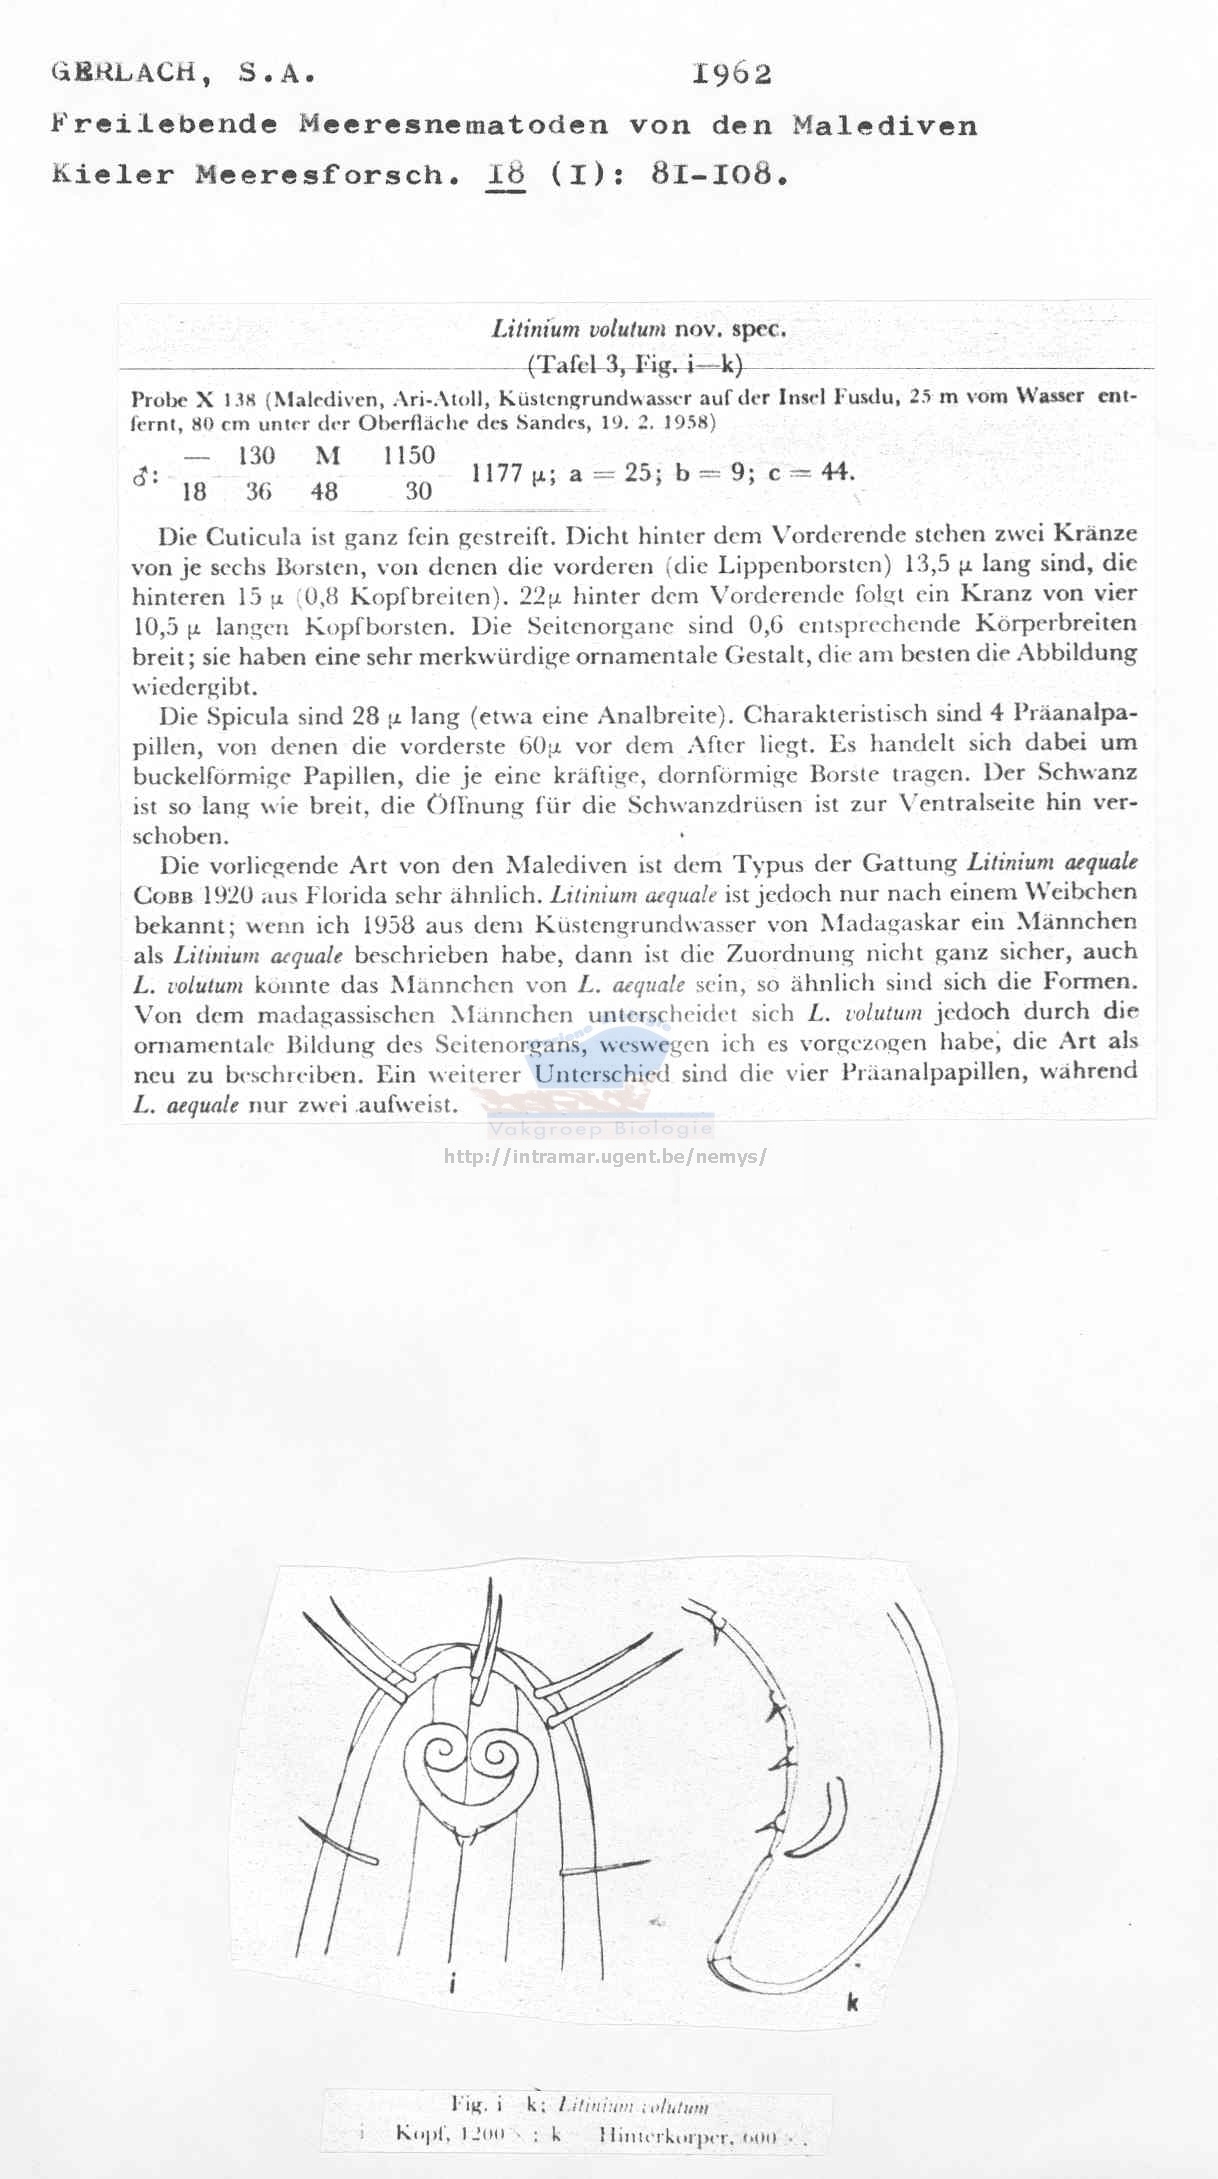 GERLACH, S.A. 1962
Freilebende Meeresnematoden von den Malediven
Kieler Meeresforsch. 18 (I): 8I-I08.
Litinium volutum nov. spec.
(Tafel 3, Fig. i—k)
Probe X 138 (Malediven, Ari-Atoll, Küstengrundwasser auf der Insel Fusdu, 25 m vom Wasser ent-
fernt, 80 cm unter der Oberfläche des Sandes, 19. 2. 1958)
— 130 M 1150
♂: 1177 µ; a = 25; b = 9; c = 44.
18 36 48 30
Die Cuticula ist ganz fein gestreift. Dicht hinter dem Vorderende stehen zwei Kränze
von je sechs Borsten, von denen die vorderen (die Lippenborsten) 13,5 µ lang sind, die
hinteren 15 µ (0,8 Kopfbreiten). 22µ hinter dem Vorderende folgt ein Kranz von vier
10,5 µ langen Kopfborsten. Die Seitenorgane sind 0,6 entsprechende Körperbreiten
breit; sie haben eine sehr merkwürdige ornamentale Gestalt, die am besten die Abbildung
wiedergibt.
Die Spicula sind 28 µ lang (etwa eine Analbreite). Charakteristisch sind 4 Präanalpa-
pillen, von denen die vorderste 60µ vor dem After liegt. Es handelt sich dabei um
buckelförmige Papillen, die je eine kräftige, dornförmige Borste tragen. Der Schwanz
ist so lang wie breit, die Öffnung für die Schwanzdrüsen ist zur Ventralseite hin ver-
schoben.
Die vorliegende Art von den Malediven ist dem Typus der Gattung Litinium aequale
COBB 1920 aus Florida sehr ähnlich. Litinium aequale ist jedoch nur nach einem Weibchen
bekannt; wenn ich 1958 aus dem Küstengrundwasser von Madagaskar ein Männchen
als Litinium aequale beschrieben habe, dann ist die Zuordnung nicht ganz sicher, auch
L. volutum könnte das Männchen von L. aequale sein, so ähnlich sind sich die Formen.
Von dem madagassischen Männchen unterscheidet sich L. volutum jedoch durch die
ornamentale Bildung des Seitenorgans, weswegen ich es vorgezogen habe, die Art als
neu zu beschreiben. Ein weiterer Unterschied sind die vier Präanalpapillen, während
L. aequale nur zwei aufweist.
Vakgroep Biologie
http://intramar.ugent.be/nemys/
i
k
Fig. i k: Litinium volutum
i Kopf, 1200 × ; k Hinterkörper, 600 × .